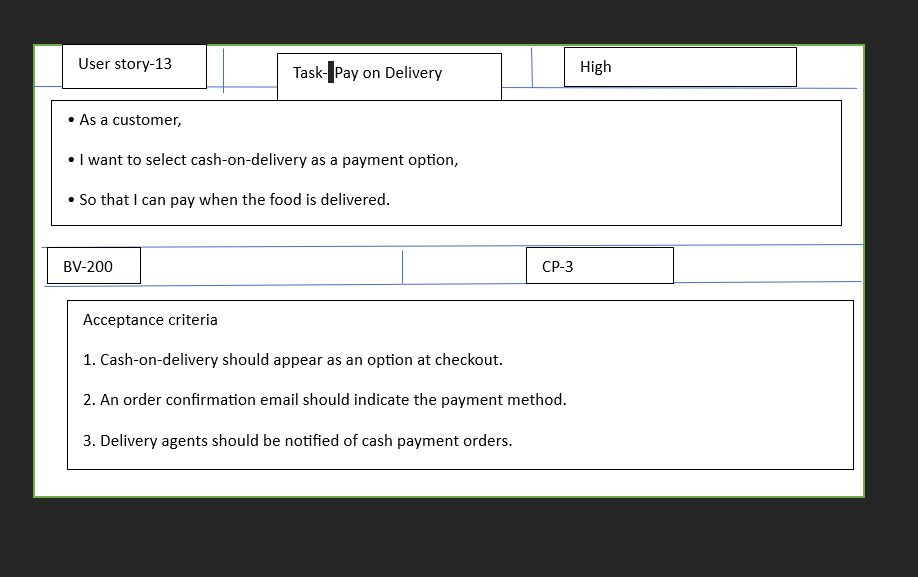 User story-13
Task- Pay on Delivery
High
• As a customer,
• I want to select cash-on-delivery as a payment option,
• So that I can pay when the food is delivered.
BV-200
CP-3
Acceptance criteria
1. Cash-on-delivery should appear as an option at checkout.
2. An order confirmation email should indicate the payment method.
3. Delivery agents should be notified of cash payment orders.